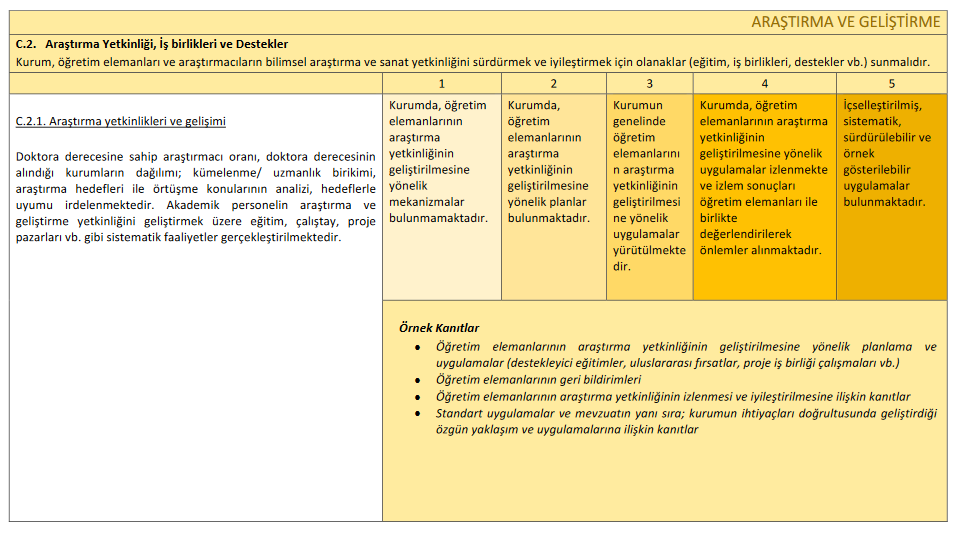 ARAŞTIRMA VE GELİŞTİRME
C.2. Araştırma Yetkinliği, İş birlikleri ve Destekler
Kurum, öğretim elemanları ve araştırmacıların bilimsel araştırma ve sanat yetkinliğini sürdürmek ve iyileştirmek için olanaklar (eğitim, iş birlikleri, destekler vb.) sunmalıdır.
1 2 3 4 5
C.2.1. Araştırma yetkinlikleri ve gelişimi
Doktora derecesine sahip araştırmacı oranı, doktora derecesinin
alındığı kurumların dağılımı; kümelenme/ uzmanlık birikimi,
araştırma hedefleri ile örtüşme konularının analizi, hedeflerle
uyumu irdelenmektedir. Akademik personelin araştırma ve
geliştirme yetkinliğini geliştirmek üzere eğitim, çalıştay, proje
pazarları vb. gibi sistematik faaliyetler gerçekleştirilmektedir.
Kurumda, öğretim
elemanlarının
araştırma
yetkinliğinin
geliştirilmesine
yönelik
mekanizmalar
bulunmamaktadır.
Kurumda,
öğretim
elemanlarının
araştırma
yetkinliğinin
geliştirilmesine
yönelik planlar
bulunmaktadır.
Kurumun
genelinde
öğretim
elemanlarını
n araştırma
yetkinliğinin
geliştirilmesi
ne yönelik
uygulamalar
yürütülmekte
dir.
Kurumda, öğretim
elemanlarının araştırma
yetkinliğinin
geliştirilmesine yönelik
uygulamalar izlenmekte
ve izlem sonuçları
öğretim elemanları ile
birlikte
değerlendirilerek
önlemler alınmaktadır.
İçselleştirilmiş,
sistematik,
sürdürülebilir ve
örnek
gösterilebilir
uygulamalar
bulunmaktadır.
Örnek Kanıtlar
• Öğretim elemanlarının araştırma yetkinliğinin geliştirilmesine yönelik planlama ve
uygulamalar (destekleyici eğitimler, uluslararası fırsatlar, proje iş birliği çalışmaları vb.)
• Öğretim elemanlarının geri bildirimleri
• Öğretim elemanlarının araştırma yetkinliğinin izlenmesi ve iyileştirilmesine ilişkin kanıtlar
• Standart uygulamalar ve mevzuatın yanı sıra; kurumun ihtiyaçları doğrultusunda geliştirdiği
özgün yaklaşım ve uygulamalarına ilişkin kanıtlar